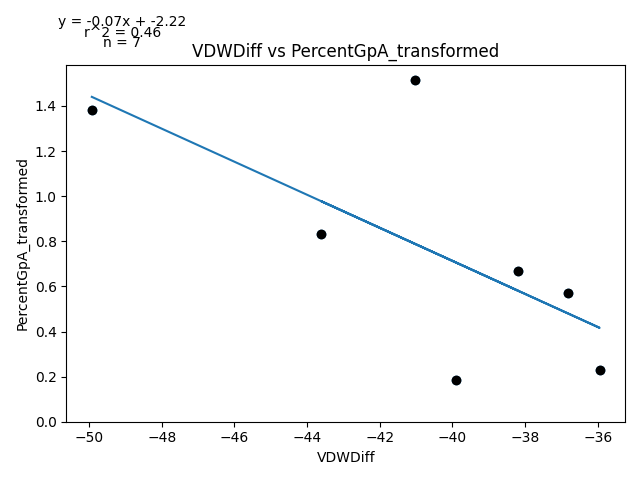 y = -0.07x + -2.22
r^2 = 0.46
n = 7
VDWDiff vs PercentGpA_transformed
PercentGpA_transformed
1.4
1.2
1.0
0.8
0.6
0.4
0.2
0.0
−50 −48 −46 −44 −42 −40 −38 −36
VDWDiff